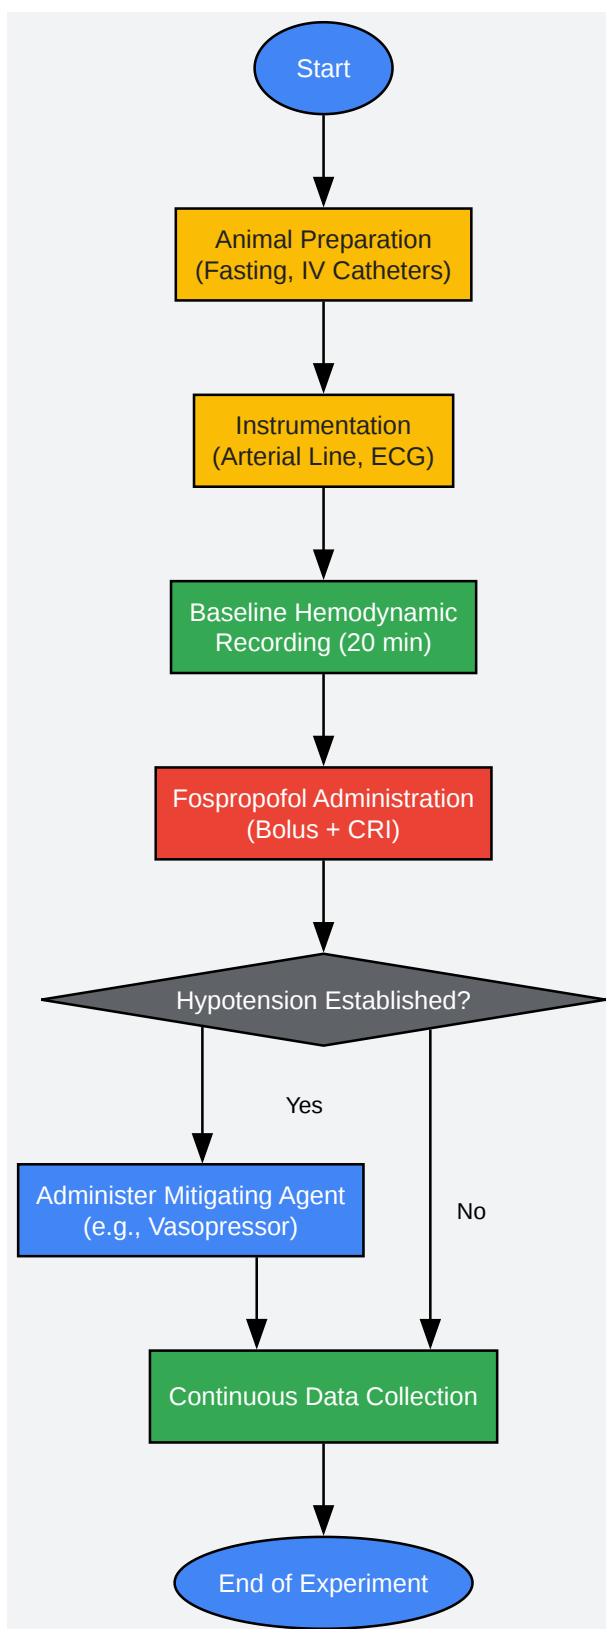 Start
Animal Preparation
(Fasting, IV Catheters)
Instrumentation
(Arterial Line, ECG)
Baseline Hemodynamic
Recording (20 min)
Fospropofol Administration
(Bolus + CRI)
Hypotension Established?
Yes
Administer Mitigating Agent
(e.g., Vasopressor)
No
Continuous Data Collection
End of Experiment